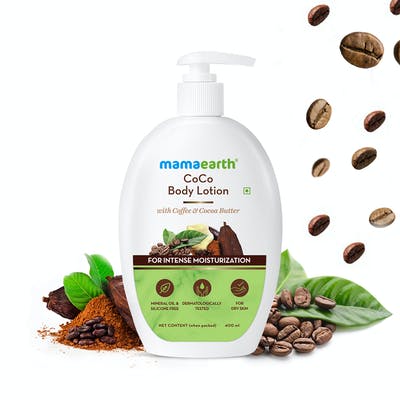 mamaearth®
CoCo
Body Lotion
with Coffee & Cocoa Butter
FOR INTENSE MOISTURIZATION
MINERAL OIL & SILICONE FREE
DERMATOLOGICALLY TESTED
FOR DRY SKIN
NET CONTENT (when packed) 400 ml